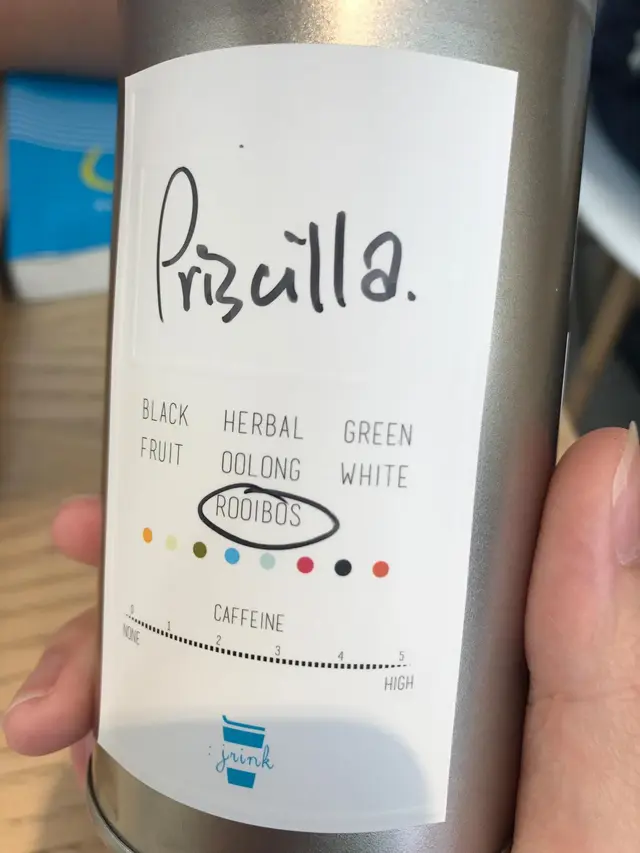 Priscilla.
BLACK HERBAL GREEN
FRUIT OOLONG WHITE
ROOIBOS
CAFFEINE
0 1 2 3 4 5
NONE HIGH
:jrink